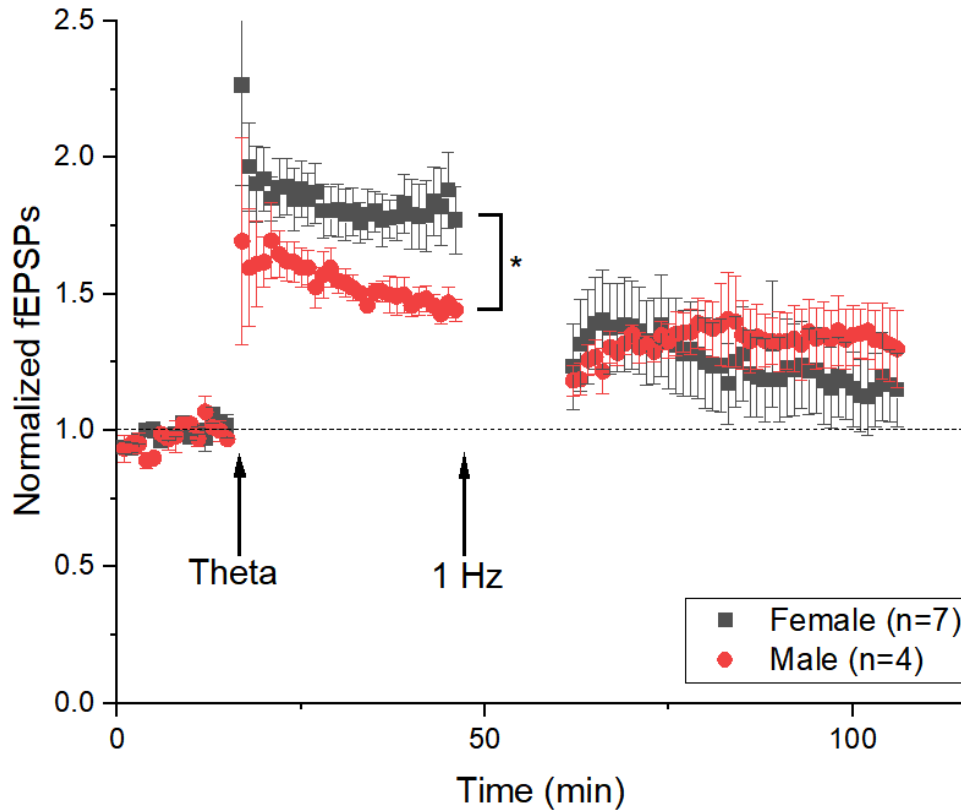 2.5
2.0
1.5
1.0
0.5
0.0
Normalized fEPSPs
*
Theta
1 Hz
Female (n=7)
Male (n=4)
0
50
100
Time (min)